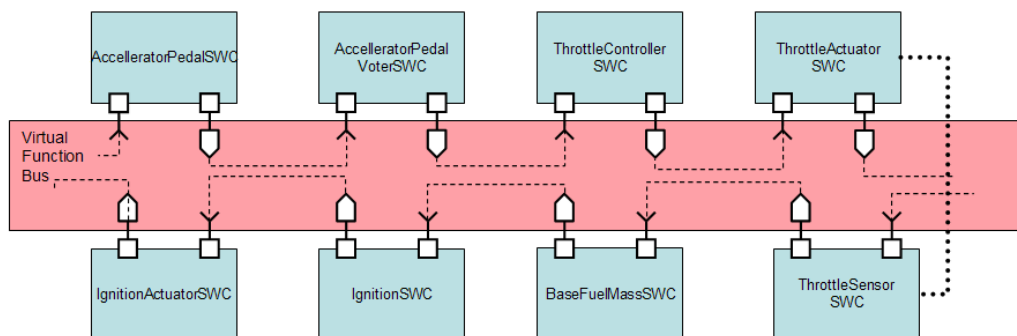 AccelleratorPedalSWC
AccelleratorPedal
VoterSWC
ThrottleController
SWC
ThrottleActuator
SWC
Virtual
Function
Bus
IgnitionActuatorSWC
IgnitionSWC
BaseFuelMassSWC
ThrottleSensor
SWC